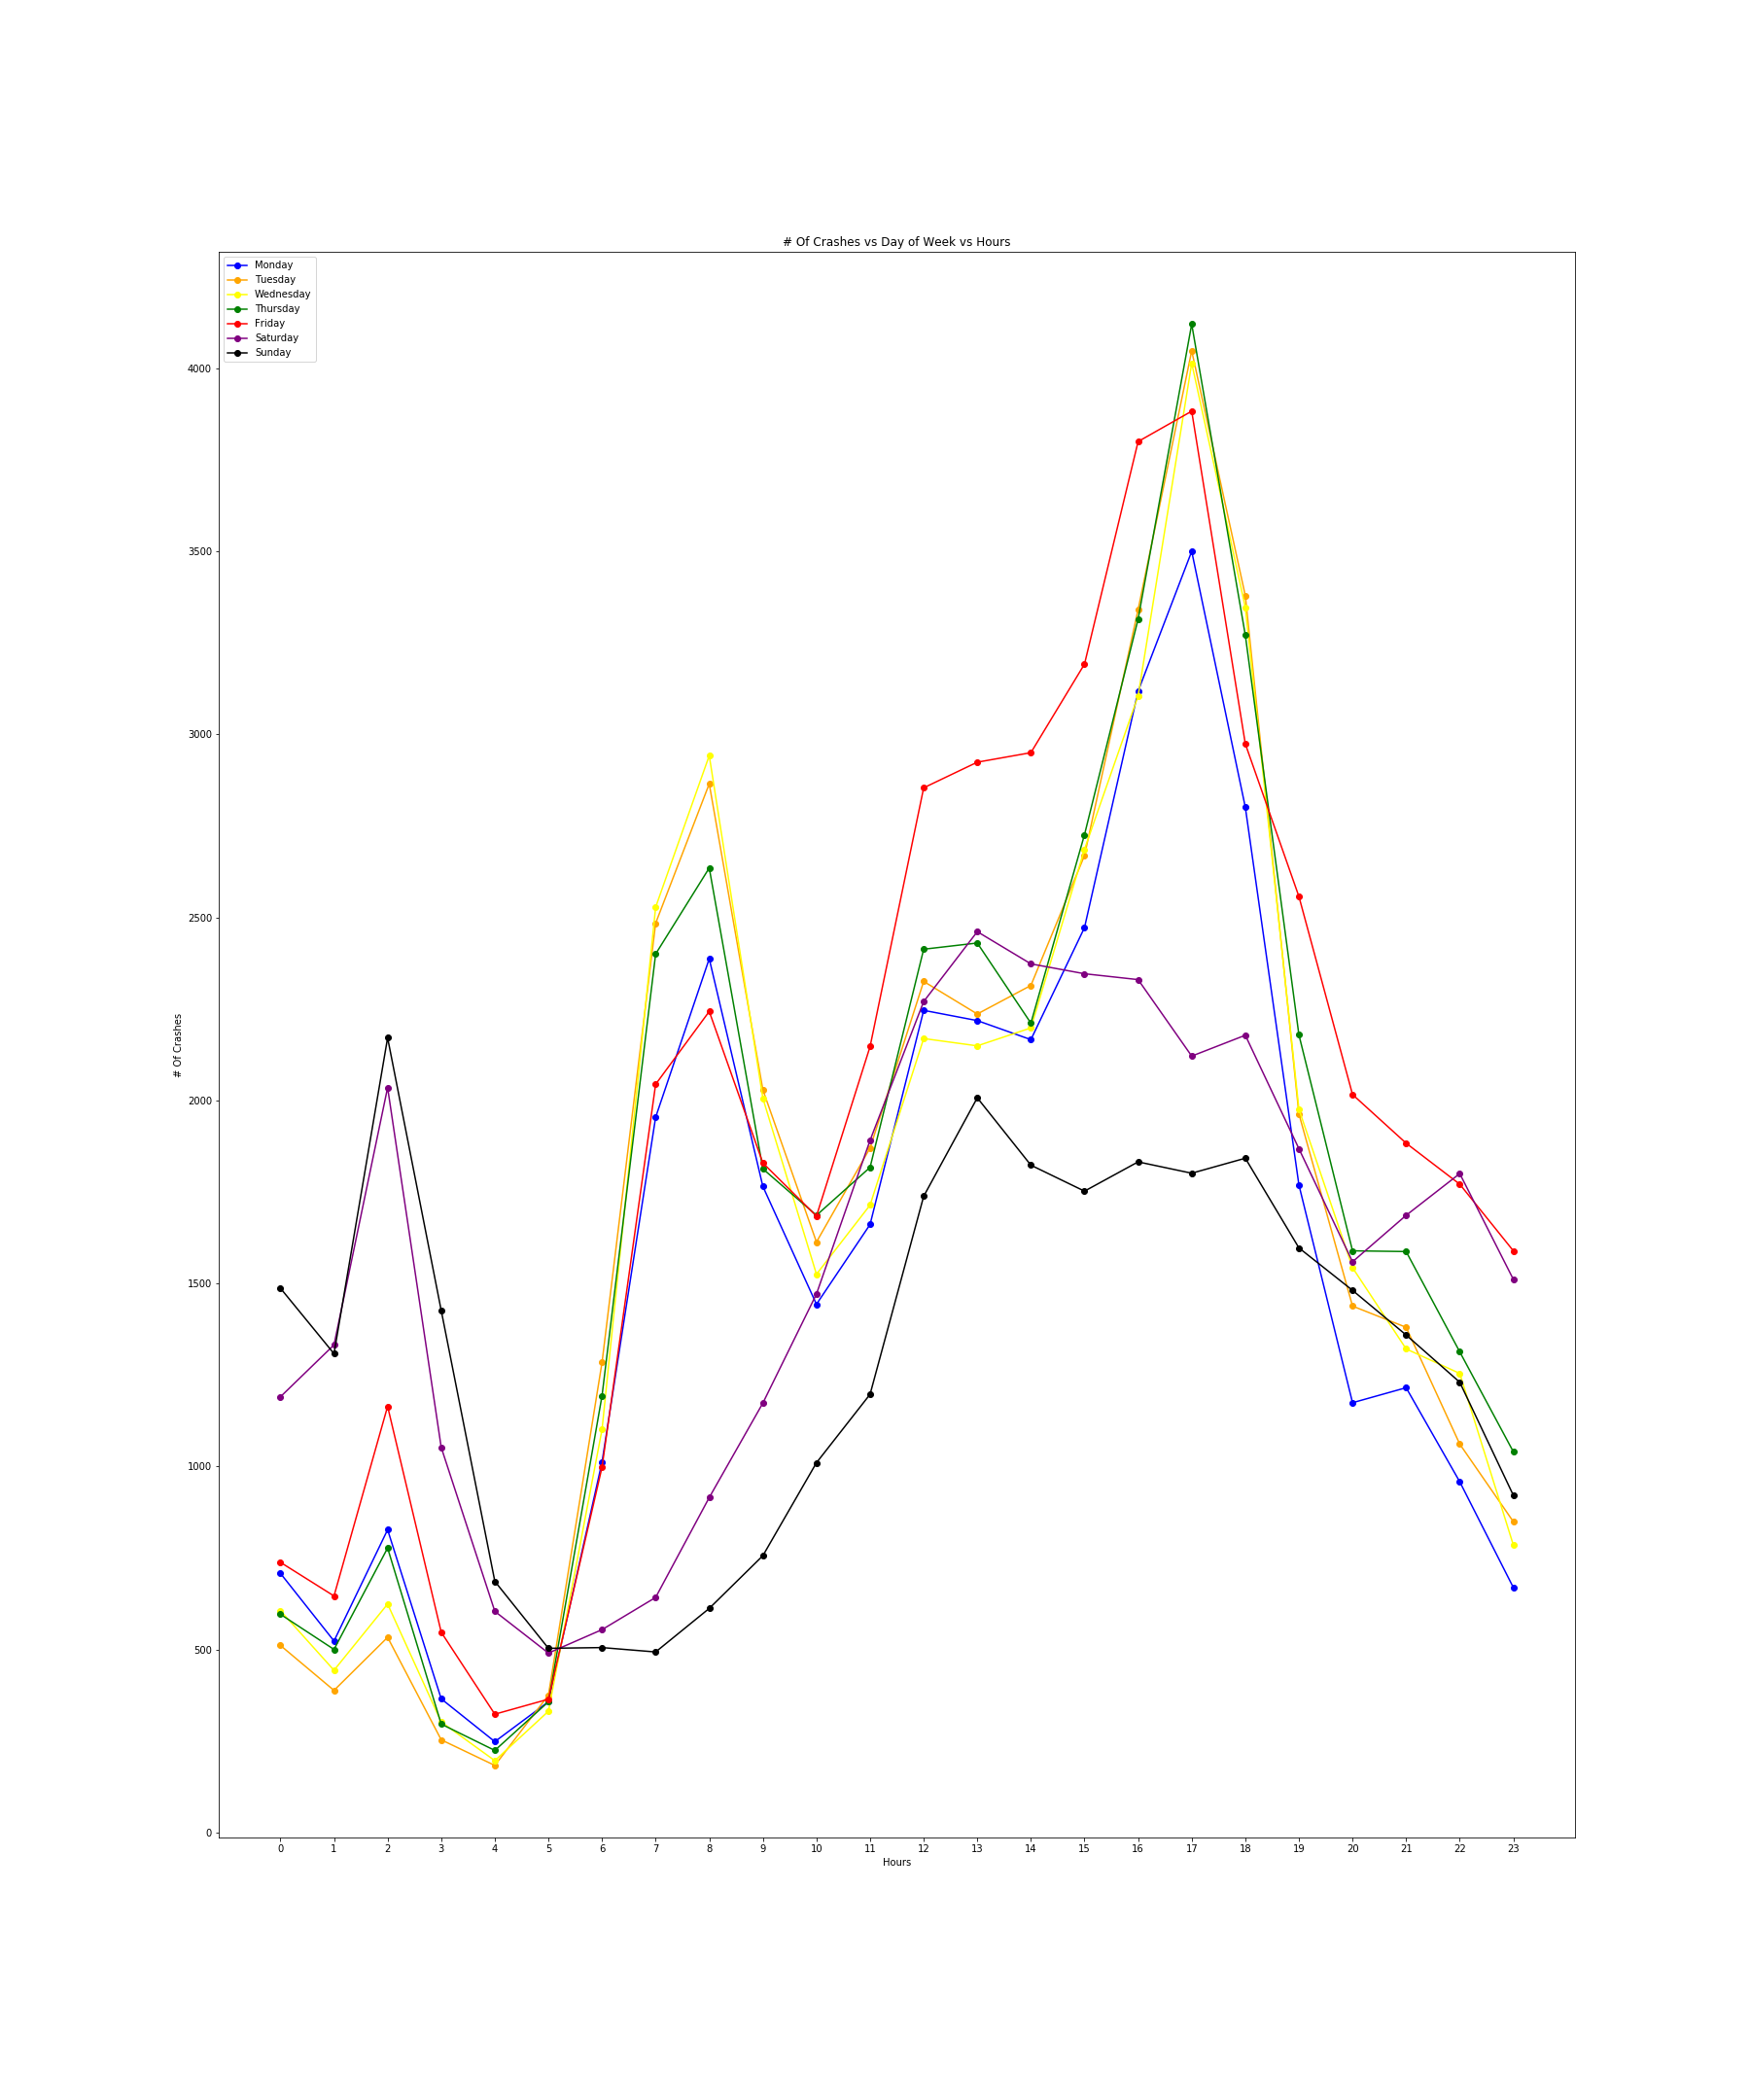 # Of Crashes vs Day of Week vs Hours
Monday
Tuesday
Wednesday
Thursday
Friday
Saturday
Sunday
4000
3500
3000
2500
2000
1500
1000
500
0
# Of Crashes
0 1 2 3 4 5 6 7 8 9 10 11 12 13 14 15 16 17 18 19 20 21 22 23
Hours